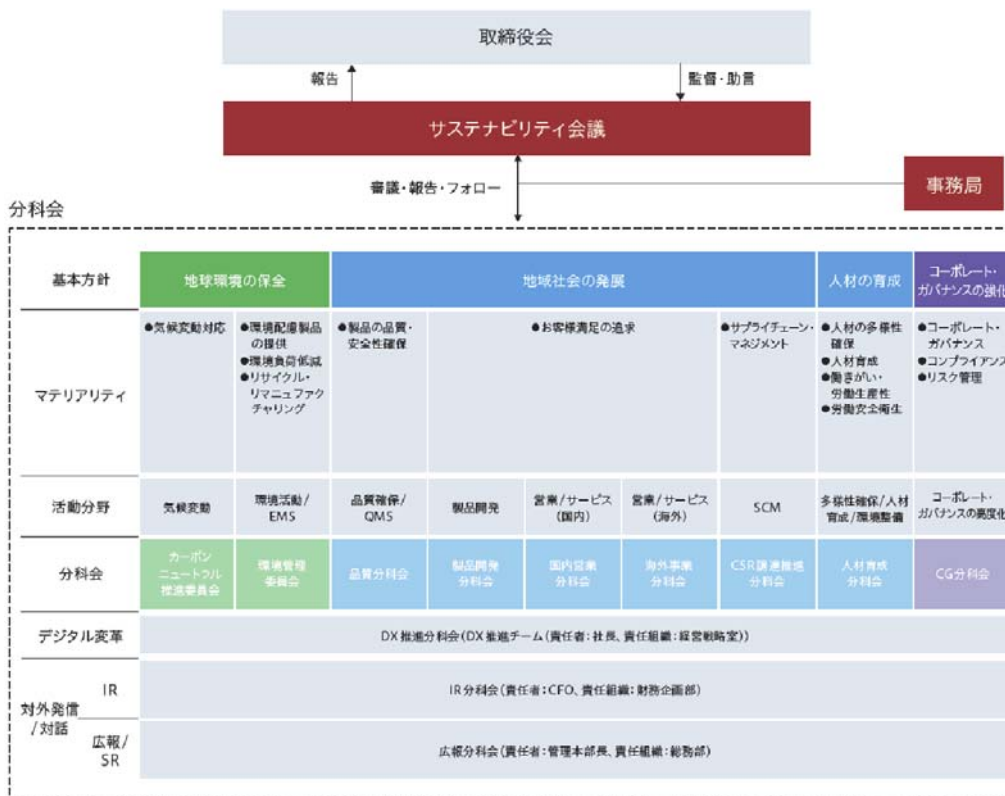 取締役会
報告
監督・助言
サステナビリティ会議
審議・報告・フォロー
事務局
分科会
基本方針
地球環境の保全
地域社会の発展
人材の育成
コーポレート・
ガバナンスの強化
マテリアリティ
●気候変動対応
●環境配慮製品
の提供
●環境負荷低減
●リサイクル・
リマニュファク
チャリング
●製品の品質・
安全性確保
●お客様満足の追求
●サプライチェーン・
マネジメント
●人材の多様性
確保
●人材育成
●働きがい・
労働生産性
●労働安全衛生
●コーポレート・
ガバナンス
●コンプライアンス
●リスク管理
活動分野
気候変動
環境活動/
EMS
品質確保/
QMS
製品開発
営業/サービス
(国内)
営業/サービス
(海外)
SCM
多様性確保/人材
育成/環境整備
コーポレート・
ガバナンスの高度化
分科会
カーボン
ニュートラル
推進委員会
環境管理
委員会
品質分科会
製品開発
分科会
国内営業
分科会
海外事業
分科会
CSR調達推進
分科会
人材育成
分科会
CG分科会
デジタル変革
DX推進分科会(DX推進チーム(責任者:社長、責任組織:経営戦略室))
対外発信
/対話
IR
IR分科会(責任者:CFO、責任組織:財務企画部)
広報/
SR
広報分科会(責任者:管理本部長、責任組織:総務部)